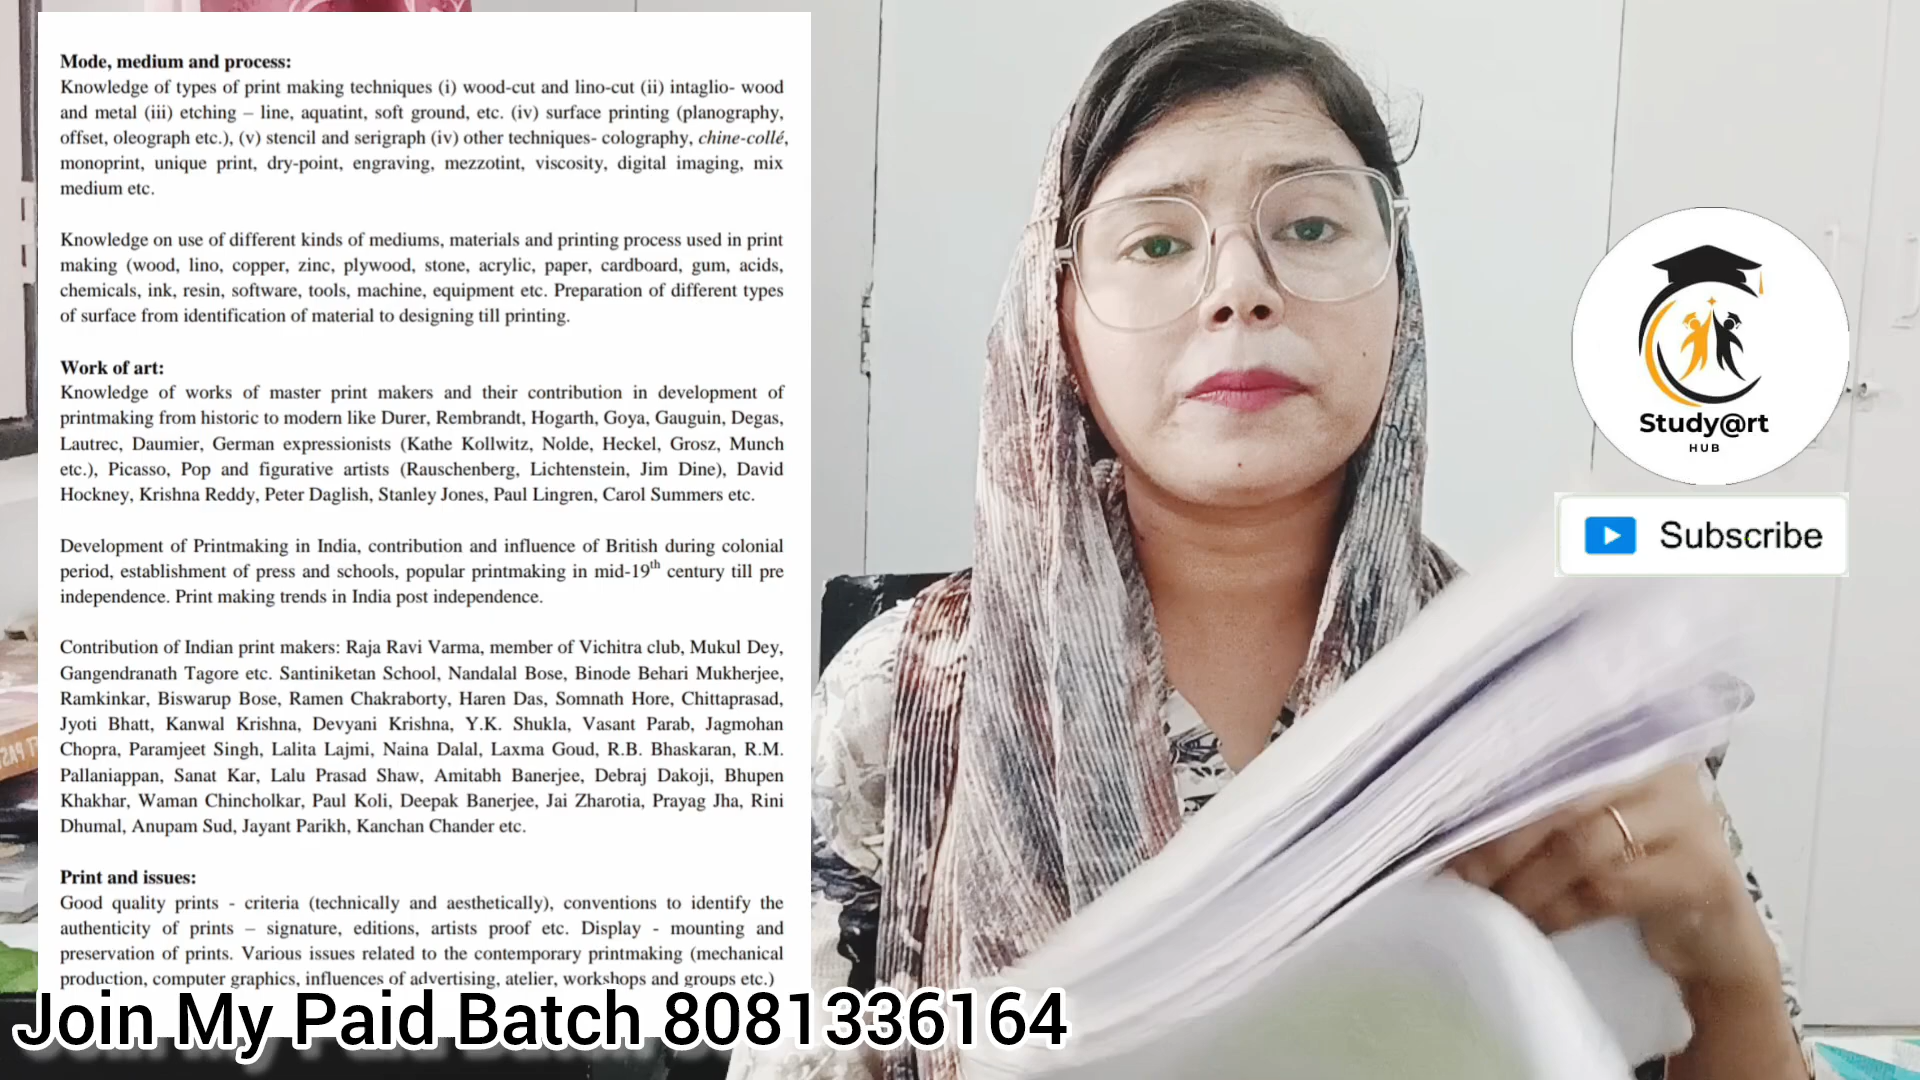 Mode, medium and process:
Knowledge of types of print making techniques (i) wood-cut and lino-cut (ii) intaglio- wood
and metal (iii) etching – line, aquatint, soft ground, etc. (iv) surface printing (planography,
offset, oleograph etc.), (v) stencil and serigraph (iv) other techniques- colography, chine-collé,
monoprint, unique print, dry-point, engraving, mezzotint, viscosity, digital imaging, mix
medium etc.
Knowledge on use of different kinds of mediums, materials and printing process used in print
making (wood, lino, copper, zinc, plywood, stone, acrylic, paper, cardboard, gum, acids,
chemicals, ink, resin, software, tools, machine, equipment etc. Preparation of different types
of surface from identification of material to designing till printing.
Work of art:
Knowledge of works of master print makers and their contribution in development of
printmaking from historic to modern like Durer, Rembrandt, Hogarth, Goya, Gauguin, Degas,
Lautrec, Daumier, German expressionists (Kathe Kollwitz, Nolde, Heckel, Grosz, Munch
etc.), Picasso, Pop and figurative artists (Rauschenberg, Lichtenstein, Jim Dine), David
Hockney, Krishna Reddy, Peter Daglish, Stanley Jones, Paul Lingren, Carol Summers etc.
Development of Printmaking in India, contribution and influence of British during colonial
period, establishment of press and schools, popular printmaking in mid-19th century till pre
independence. Print making trends in India post independence.
Contribution of Indian print makers: Raja Ravi Varma, member of Vichitra club, Mukul Dey,
Gangendranath Tagore etc. Santiniketan School, Nandalal Bose, Binode Behari Mukherjee,
Ramkinkar, Biswarup Bose, Ramen Chakraborty, Haren Das, Somnath Hore, Chittaprasad,
Jyoti Bhatt, Kanwal Krishna, Devyani Krishna, Y.K. Shukla, Vasant Parab, Jagmohan
Chopra, Paramjeet Singh, Lalita Lajmi, Naina Dalal, Laxma Goud, R.B. Bhaskaran, R.M.
Pallaniappan, Sanat Kar, Lalu Prasad Shaw, Amitabh Banerjee, Debraj Dakoji, Bhupen
Khakhar, Waman Chincholkar, Paul Koli, Deepak Banerjee, Jai Zharotia, Prayag Jha, Rini
Dhumal, Anupam Sud, Jayant Parikh, Kanchan Chander etc.
Print and issues:
Good quality prints - criteria (technically and aesthetically), conventions to identify the
authenticity of prints – signature, editions, artists proof etc. Display - mounting and
preservation of prints. Various issues related to the contemporary printmaking (mechanical
production, computer graphics, influences of advertising, atelier, workshops and groups etc.)
Join My Paid Batch 8081336164
Study@rt
HUB
Subscribe